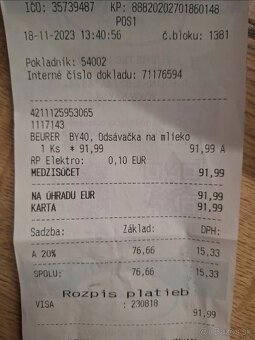 IČO: 35739487 KP: 88820202701860148
POS1
18-11-2023 13:40:56 č.bloku: 1381
Pokladník: 54002
Interné číslo dokladu: 71176594
4211125953065
1117143
BEURER BY40, Odsávačka na mlieko
1 Ks * 91,99 91,99 A
RP Elektro: 0,10 EUR
MEDZISÚČET 91,99
NA ÚHRADU EUR 91,99
KARTA 91,99
Sadzba: Základ: DPH:
A 20% 76,66 15,33
SPOLU: 76,66 15,33
Rozpis platieb
VISA : 230818
91,99